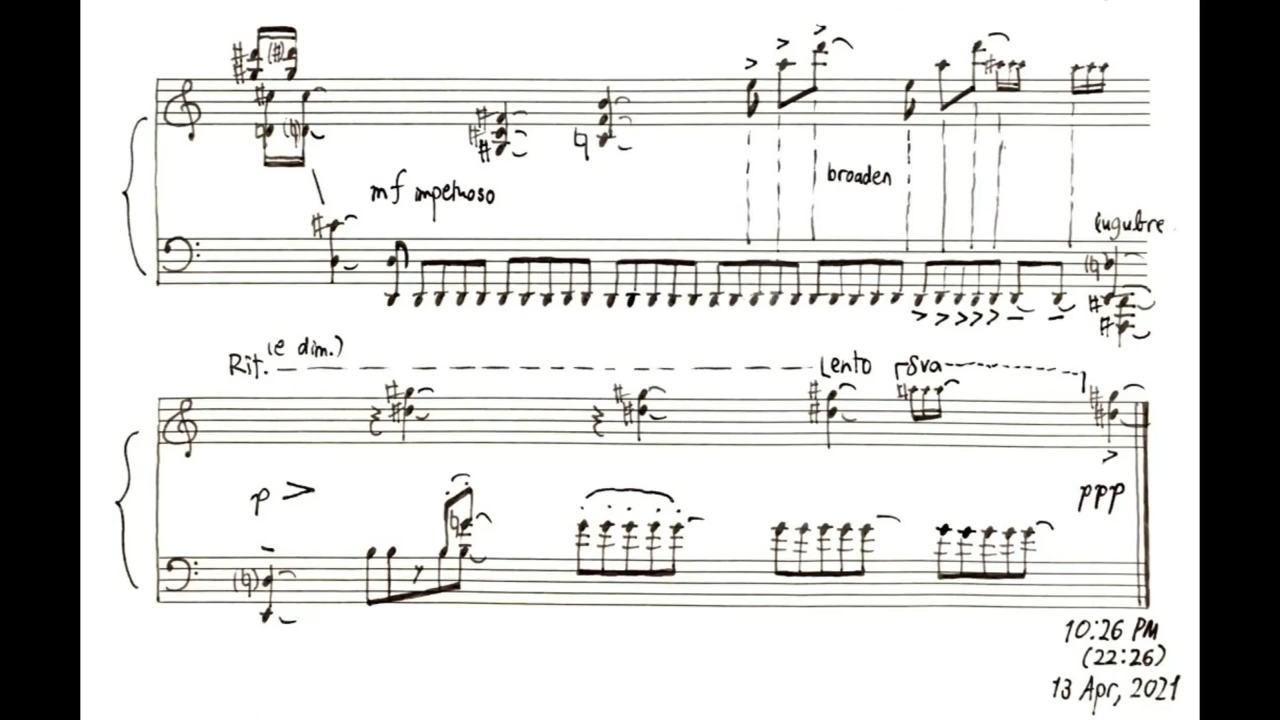 mf impetuoso
broaden
lugubre
Rit. (e dim.)
Lento 8va
p
ppp
10:26 PM
(22:26)
13 Apr, 2021